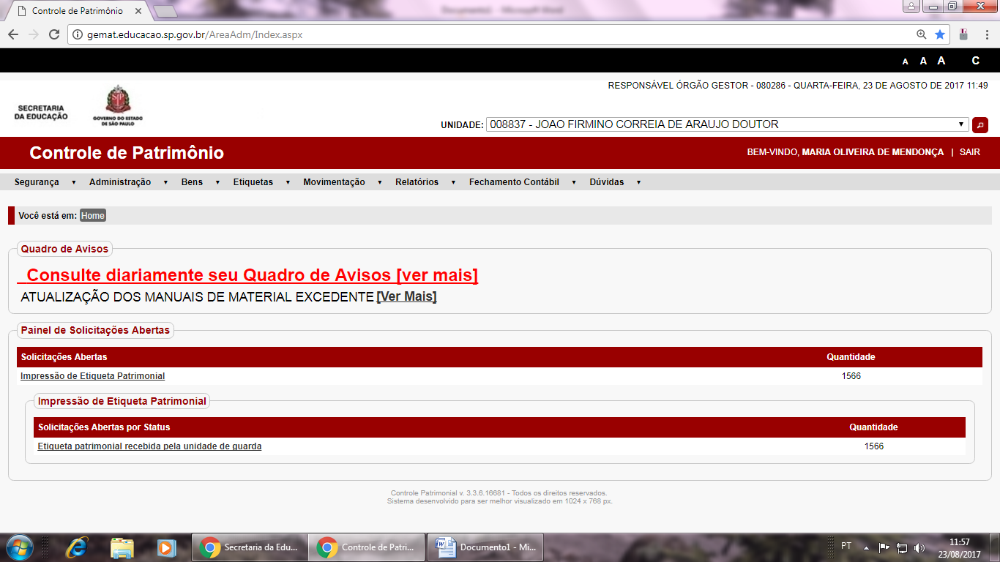 Controle de Patrimônio
Documento1 - Microsoft Word
gemat.educacao.sp.gov.br/AreaAdm/Index.aspx
A A A C
RESPONSÁVEL ÓRGÃO GESTOR - 080286 - QUARTA-FEIRA, 23 DE AGOSTO DE 2017 11:49
SECRETARIA
DA EDUCAÇÃO
GOVERNO DO ESTADO
DE SÃO PAULO
UNIDADE: 008837 - JOAO FIRMINO CORREIA DE ARAUJO DOUTOR
Controle de Patrimônio
BEM-VINDO, MARIA OLIVEIRA DE MENDONÇA | SAIR
Segurança Administração Bens Etiquetas Movimentação Relatórios Fechamento Contábil Dúvidas
Você está em: Home
Quadro de Avisos
Consulte diariamente seu Quadro de Avisos [ver mais]
ATUALIZAÇÃO DOS MANUAIS DE MATERIAL EXCEDENTE [Ver Mais]
Painel de Solicitações Abertas
Solicitações Abertas Quantidade
Impressão de Etiqueta Patrimonial 1566
Impressão de Etiqueta Patrimonial
Solicitações Abertas por Status Quantidade
Etiqueta patrimonial recebida pela unidade de guarda 1566
Controle Patrimonial v. 3.3.6.16681 - Todos os direitos reservados.
Sistema desenvolvido para ser melhor visualizado em 1024 x 768 px.
Secretaria da Edu... Controle de Patri... Documento1 - Mi... PT 11:57
23/08/2017